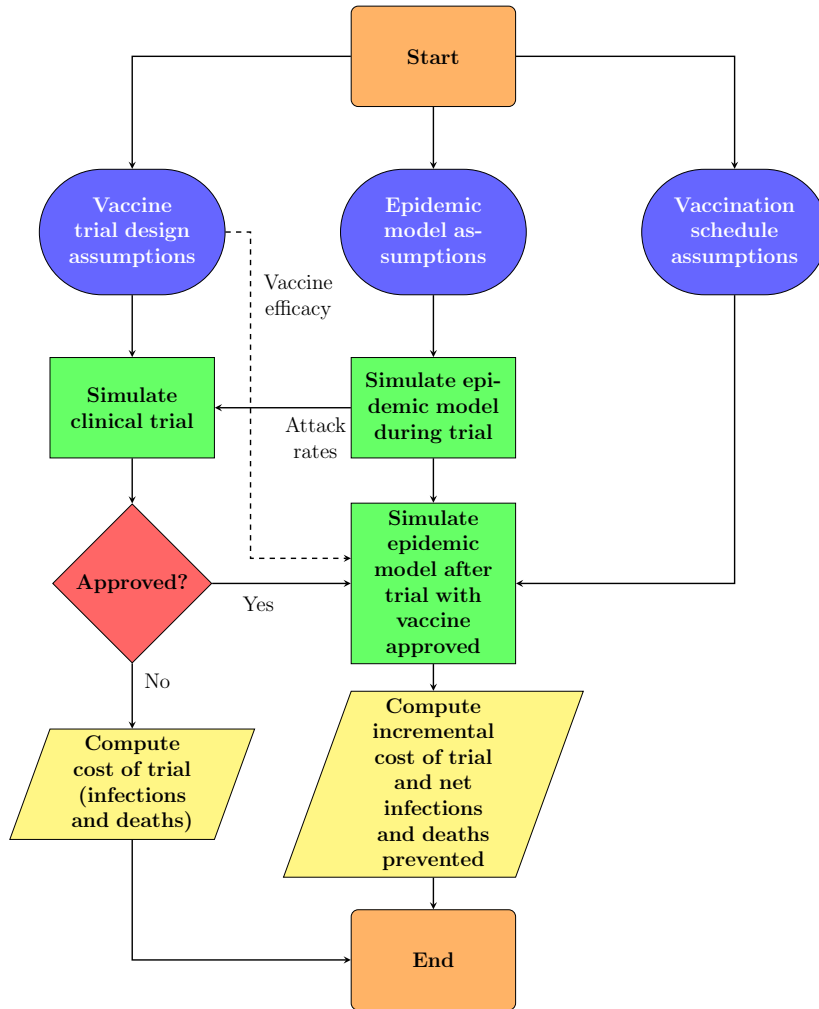 Start
Vaccine
trial design
assumptions
Epidemic
model as-
sumptions
Vaccination
schedule
assumptions
Vaccine
efficacy
Simulate
clinical trial
Attack
rates
Simulate epi-
demic model
during trial
Approved?
Yes
No
Simulate
epidemic
model after
trial with
vaccine
approved
Compute
cost of trial
(infections
and deaths)
Compute
incremental
cost of trial
and net
infections
and deaths
prevented
End